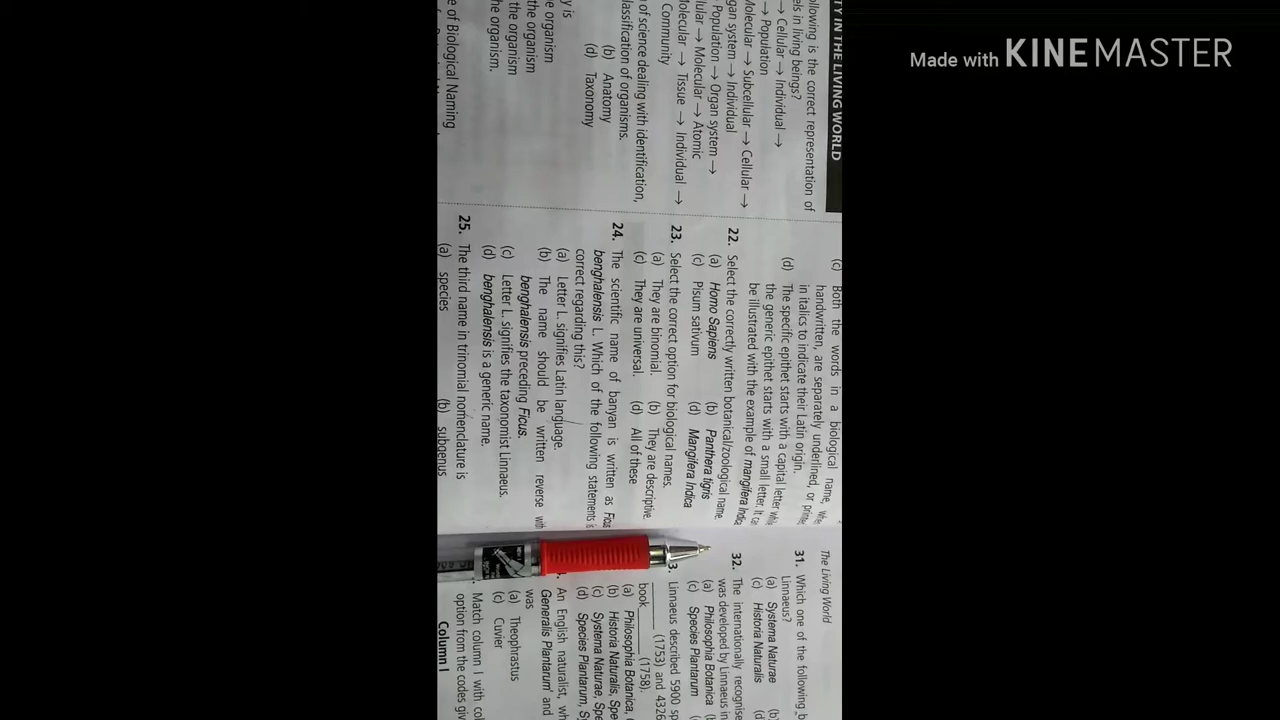 Made with KINEMASTER
TY IN THE LIVING WORLD
ollowing is the correct representation of
els in living beings?
→ Cellular → Individual →
→ Population
Molecular → Subcellular → Cellular →
gan system → Individual
Population → Organ system →
lular → Molecular → Atomic
Molecular → Tissue → Individual →
Community
of science dealing with identification,
lassification of organisms.
(b) Anatomy
(d) Taxonomy
y is
e organism
the organism
the organism
he organism.
e of Biological Naming
(c) Both the words in a biological name,
handwritten, are separately underlined, or
in italics to indicate their Latin origin.
(d) The specific epithet starts with a capital letter
the generic epithet starts with a small letter. It
be illustrated with the example of mangifera
22. Select the correctly written botanical/zoological name.
(a) Homo Sapiens (b) Panthera tigris
(c) Pisum sativum (d) Mangifera Indica
23. Select the correct option for biological names.
(a) They are binomial. (b) They are descriptive.
(c) They are universal. (d) All of these
24. The scientific name of banyan is written as Ficus
benghalensis L. Which of the following statements is
correct regarding this?
(a) Letter L. signifies Latin language.
(b) The name should be written reverse with
benghalensis preceding Ficus.
(c) Letter L. signifies the taxonomist Linnaeus.
(d) benghalensis is a generic name.
25. The third name in trinomial nomenclature is
(a) species (b) subgenus
The Living World
31. Which one of the following b
Linnaeus?
(a) Systema Naturae (b
(c) Historia Naturalis (d
32. The internationally recognise
was developed by Linnaeus in
(a) Philosophia Botanica
(c) Species Plantarum
3. Linnaeus described 5900 sp
(1753) and 4326
book, (1758).
(a) Philosophia Botanica,
(b) Historia Naturalis, Spe
(c) Systema Naturae, Spe
(d) Species Plantarum, S
An English naturalist, wh
Generalis Plantarum' and
was
(a) Theophrastus
(c) Cuvier
Match column I with col
option from the codes giv
Column I